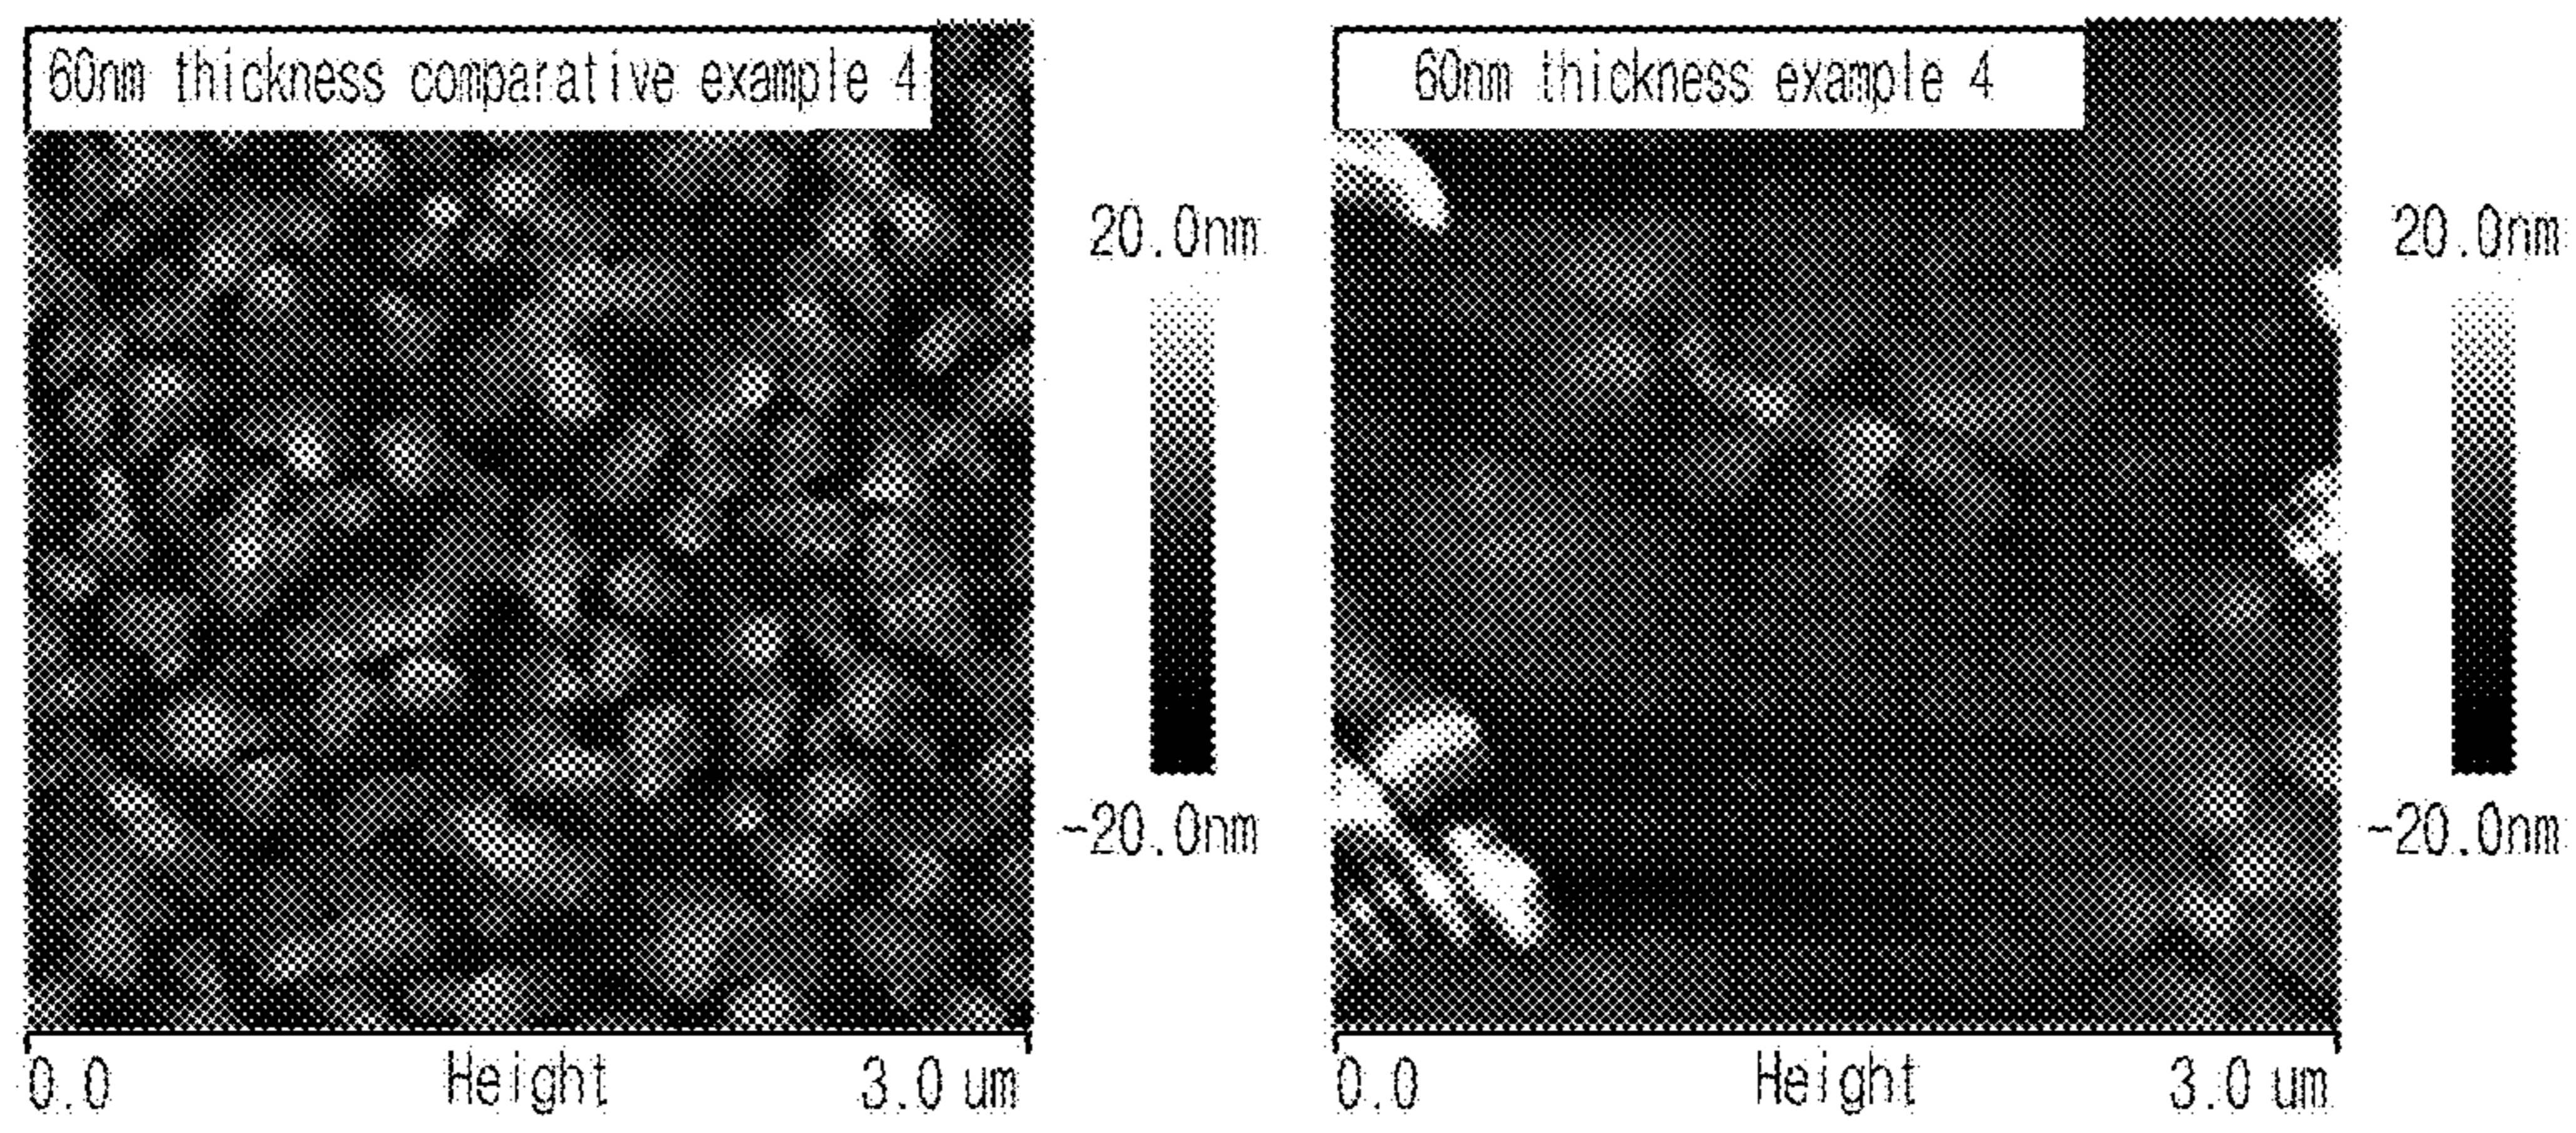 60nm thickness comparative example 4
20.0nm
-20.0nm
0.0 Height 3.0 um
60nm thickness example 4
20.0nm
-20.0nm
0.0 Height 3.0 um